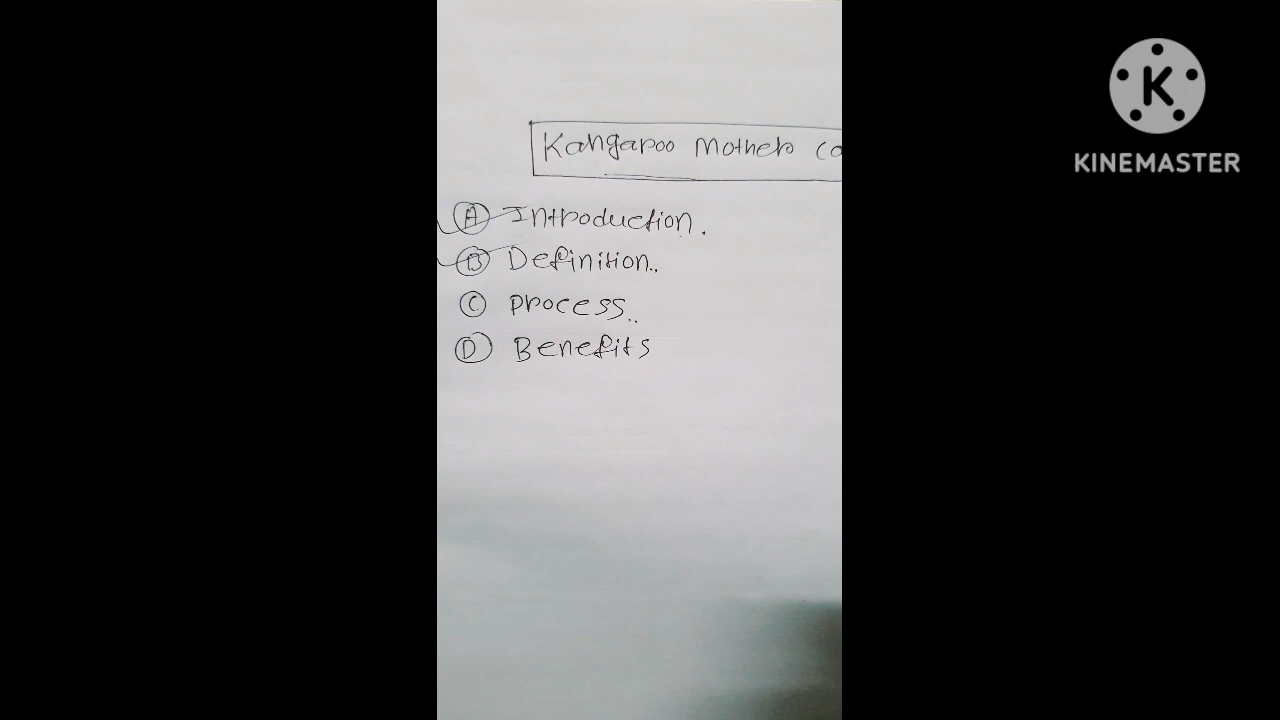 Kangaroo Mother Ca
A Introduction.
B Definition..
C Process..
D Benefits
K
KINEMASTER